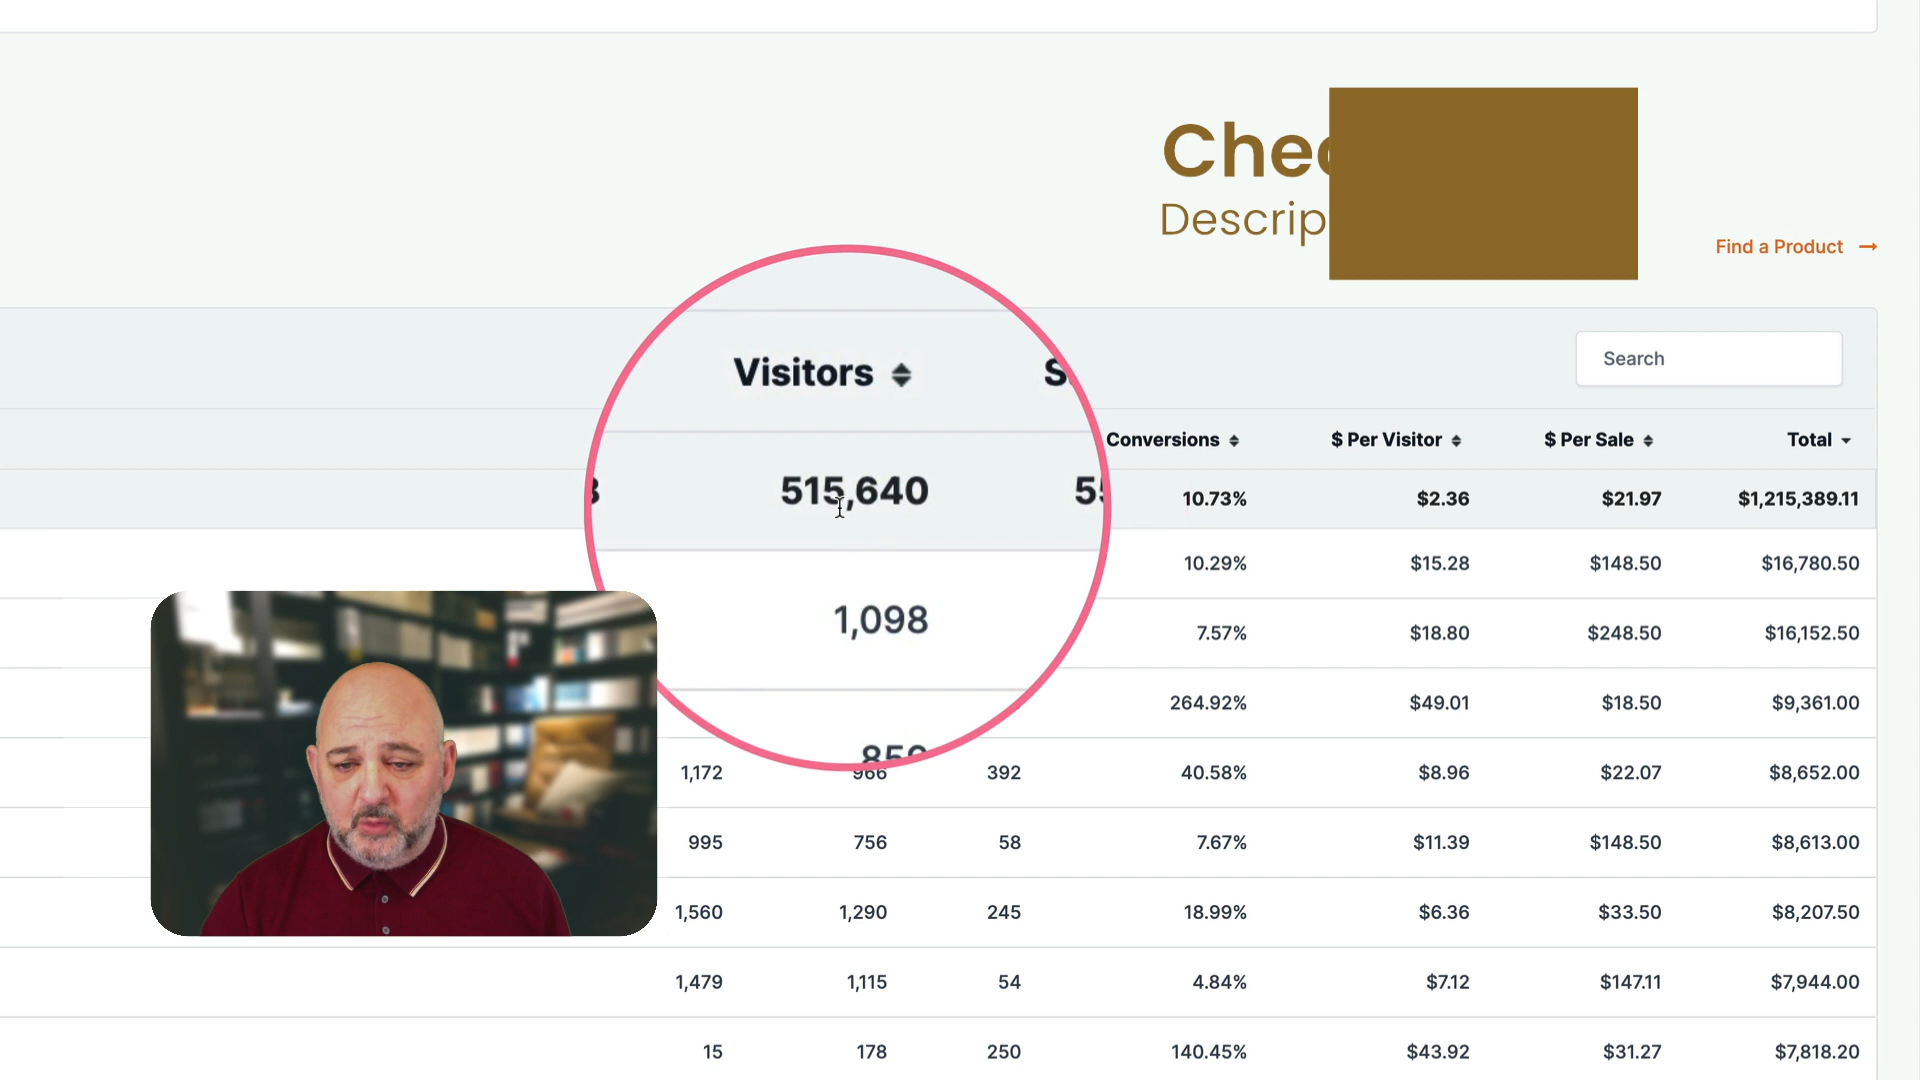 Chec
Descrip
Find a Product
Search
Visitors
Conversions $ Per Visitor $ Per Sale Total
515,640 10.73% $2.36 $21.97 $1,215,389.11
10.29% $15.28 $148.50 $16,780.50
1,098 7.57% $18.80 $248.50 $16,152.50
264.92% $49.01 $18.50 $9,361.00
1,172 966 392 40.58% $8.96 $22.07 $8,652.00
995 756 58 7.67% $11.39 $148.50 $8,613.00
1,560 1,290 245 18.99% $6.36 $33.50 $8,207.50
1,479 1,115 54 4.84% $7.12 $147.11 $7,944.00
15 178 250 140.45% $43.92 $31.27 $7,818.20